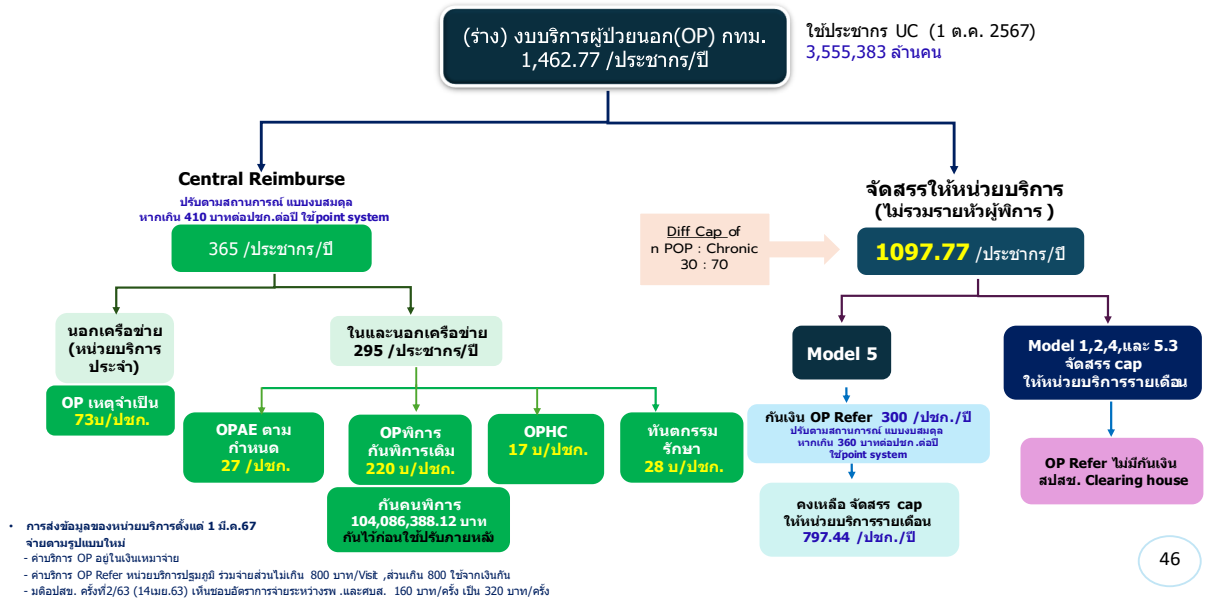 (ร่าง) งบบริการผู้ป่วยนอก(OP) กทม.
1,462.77 /ประชากร/ปี
ใช้ประชากร UC (1 ต.ค. 2567)
3,555,383 ล้านคน
Central Reimburse
ปรับตามสถานการณ์ แบบงบสมดุล
หากเกิน 410 บาทต่อปชก.ต่อปี ใช้point system
365 /ประชากร/ปี
จัดสรรให้หน่วยบริการ
(ไม่รวมรายหัวผู้พิการ )
Diff Cap of
n POP : Chronic
30 : 70
1097.77 /ประชากร/ปี
นอกเครือข่าย
(หน่วยบริการ
ประจำ)
OP เหตุจำเป็น
73บ/ปชก.
ในและนอกเครือข่าย
295 /ประชากร/ปี
OPAE ตาม
กำหนด
27 /ปชก.
OPพิการ
กันพิการเดิม
220 บ/ปชก.
OPHC
17 บ/ปชก.
ทันตกรรม
รักษา
28 บ/ปชก.
กันคนพิการ
104,086,388.12 บาท
กันไว้ก่อนใช้ปรับภายหลัง
Model 5
กันเงิน OP Refer 300 /ปชก./ปี
ปรับตามสถานการณ์ แบบงบสมดุล
หากเกิน 360 บาทต่อปชก.ต่อปี
ใช้point system
คงเหลือ จัดสรร cap
ให้หน่วยบริการรายเดือน
797.44 /ปชก./ปี
Model 1,2,4,และ 5.3
จัดสรร cap
ให้หน่วยบริการรายเดือน
OP Refer ไม่มีกันเงิน
สปสช. Clearing house
• การส่งข้อมูลของหน่วยบริการตั้งแต่ 1 มี.ค.67
จ่ายตามรูปแบบใหม่
- ค่าบริการ OP อยู่ในเงินเหมาจ่าย
- ค่าบริการ OP Refer หน่วยบริการปฐมภูมิ ร่วมจ่ายส่วนไม่เกิน 800 บาท/Visit ,ส่วนเกิน 800 ใช้จากเงินกัน
- มติอปสข. ครั้งที่2/63 (14เมย.63) เห็นชอบอัตราการจ่ายระหว่างรพ .และศบส. 160 บาท/ครั้ง เป็น 320 บาท/ครั้ง
46